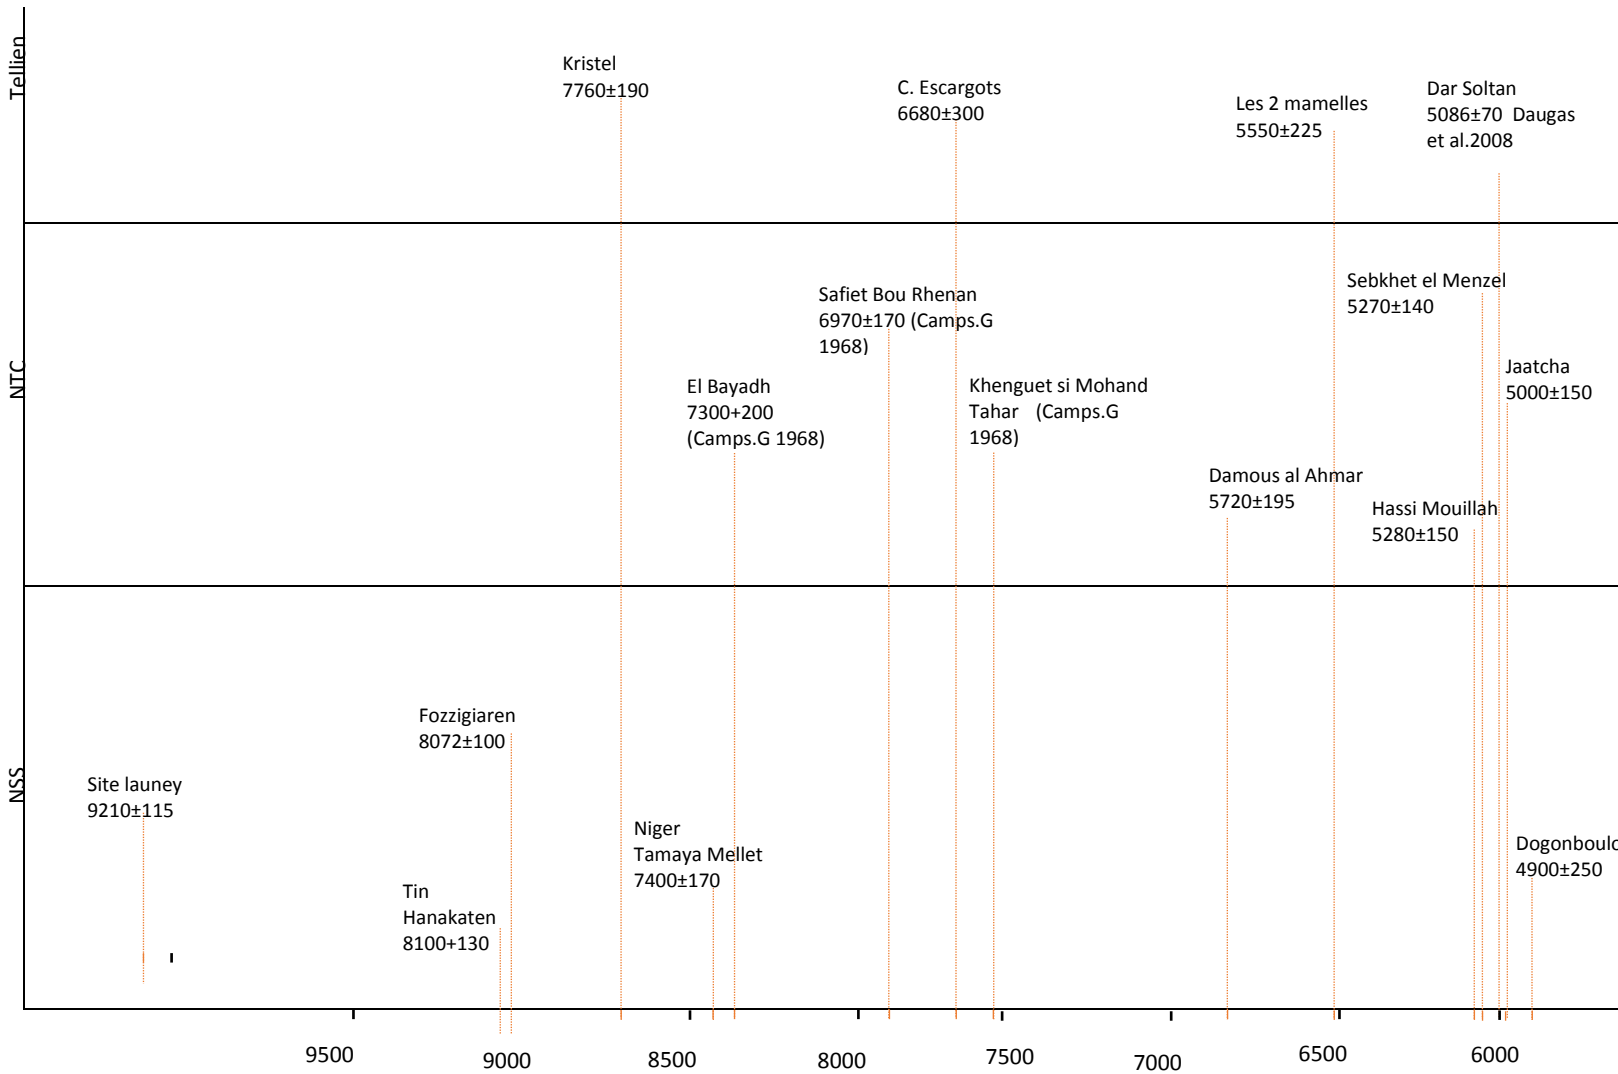 Tellien
Kristel
7760±190
C. Escargots
6680±300
Les 2 mamelles
5550±225
Dar Soltan
5086±70 Daugas
et al.2008
NTC
Safiet Bou Rhenan
6970±170 (Camps.G
1968)
Sebkhet el Menzel
5270±140
El Bayadh
7300+200
(Camps.G 1968)
Khenguet si Mohand
Tahar (Camps.G
1968)
Jaatcha
5000±150
Damous al Ahmar
5720±195
Hassi Mouillah
5280±150
NSS
Fozzigiaren
8072±100
Site launey
9210±115
Niger
Tamaya Mellet
7400±170
Tin
Hanakaten
8100+130
4900±250
9500 9000 8500 8000 7500 7000 6500 6000